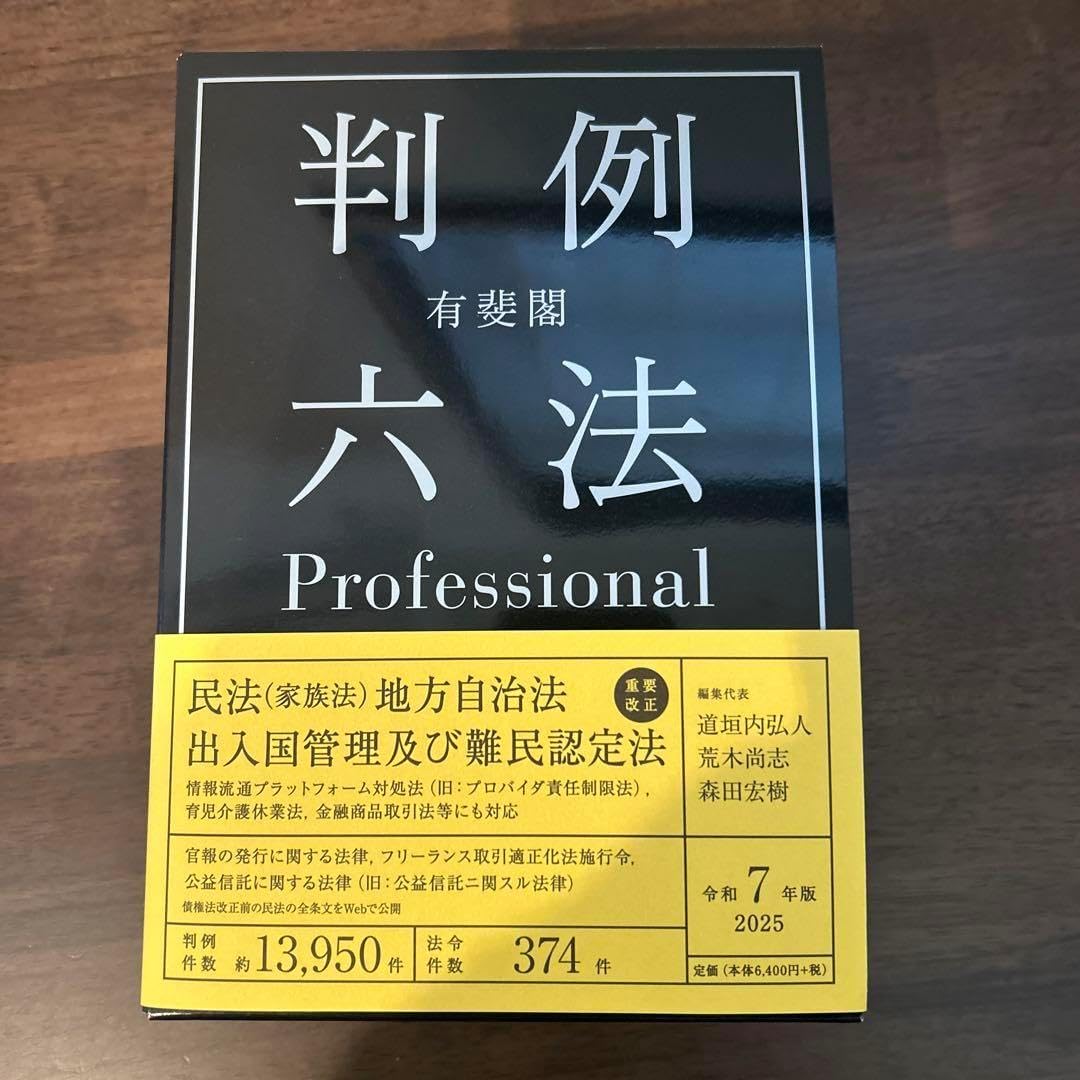 判例
有斐閣
六法
Professional
民法(家族法)地方自治法
出入国管理及び難民認定法
重要
改正
情報流通プラットフォーム対処法(旧:プロバイダ責任制限法),
育児介護休業法,金融商品取引法等にも対応
官報の発行に関する法律,フリーランス取引適正化法施行令,
公益信託に関する法律(旧:公益信託ニ関スル法律)
債権法改正前の民法の全条文をWebで公開
判例
件数 約13,950件
法令
件数 374件
編集代表
道垣内弘人
荒木尚志
森田宏樹
令和7年版
2025
定価(本体6,400円+税)